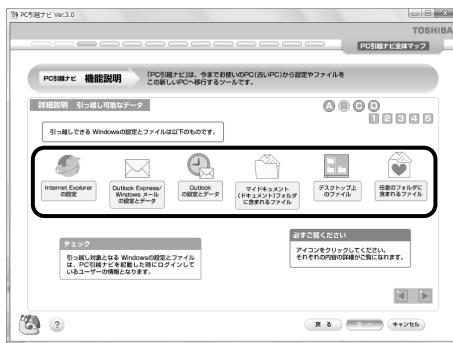 PC引越ナビ Ver.3.0
TOSHIBA
PC引越ナビ全体マップ
PC引越ナビ 機能説明
「PC引越ナビ」は、今までお使いのPC(古いPC)から設定やファイルを
この新しいPCへ移行するツールです。
詳細説明 引っ越し可能なデータ
A B C D
1 2 3 4 5
引っ越しできる Windowsの設定とファイルは以下のものです。
Internet Explorer
の設定
Outlook Express/
Windows メール
の設定とデータ
Outlook
の設定とデータ
マイドキュメント
(ドキュメント)フォルダ
に含まれるファイル
デスクトップ上
のファイル
任意のフォルダに
含まれるファイル
チェック
引っ越し対象となる Windowsの設定とファイル
は、PC引越ナビを起動した時にログインして
いるユーザーの情報となります。
必ずご覧ください
アイコンをクリックしてください。
それぞれの内容の詳細がご覧になれます。
?
戻 る
キャンセル